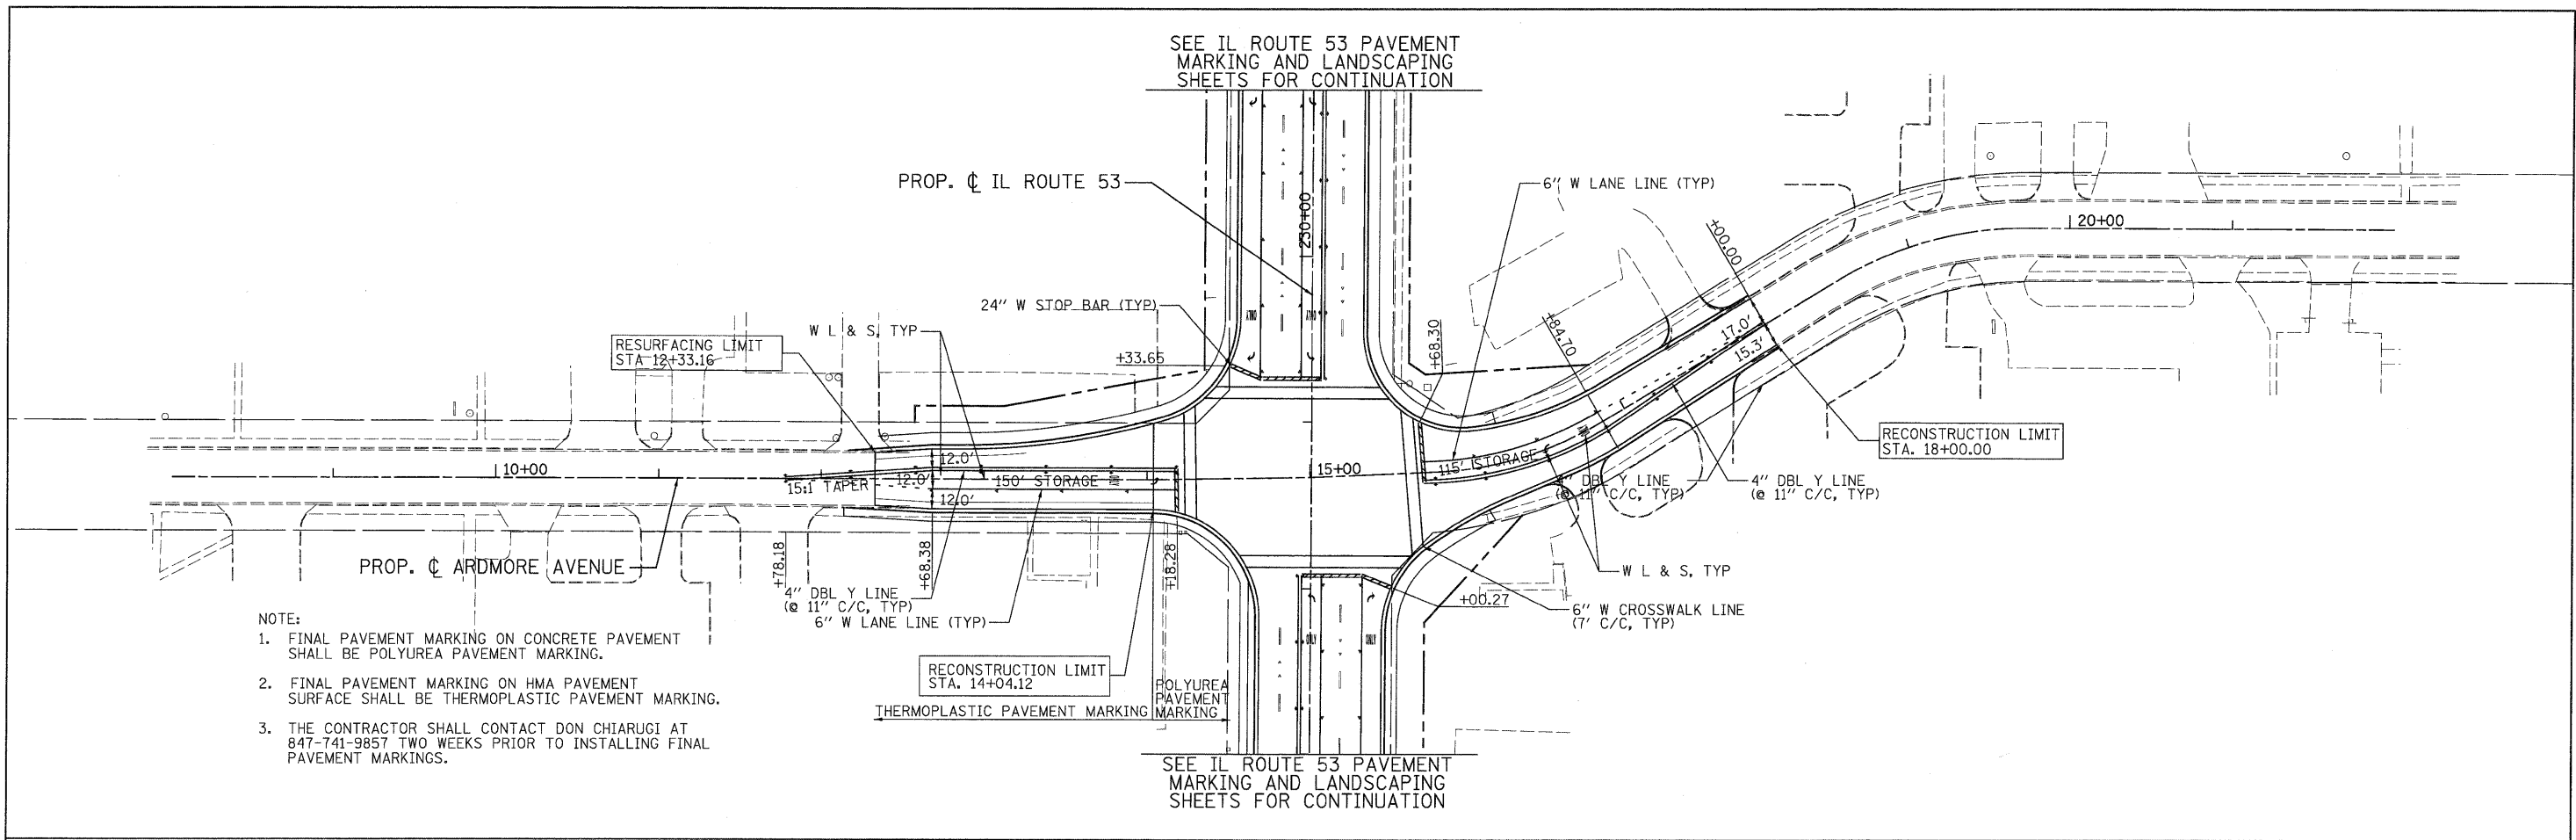 SEE IL ROUTE 53 PAVEMENT
MARKING AND LANDSCAPING
SHEETS FOR CONTINUATION
PROP. ℄ IL ROUTE 53
230+00
6" W LANE LINE (TYP)
+00.00
20+00
24" W STOP BAR (TYP)
W L & S, TYP
RESURFACING LIMIT
STA 12+33.16
+33.65
ONLY
ONLY
+68.30
+84.70
17.0'
15.3'
RECONSTRUCTION LIMIT
STA. 18+00.00
10+00
15:1 TAPER
12.0'
12.0'
12.0'
150' STORAGE
15+00
115' STORAGE
4" DBL Y LINE
(@ 11" C/C, TYP)
4" DBL Y LINE
(@ 11" C/C, TYP)
PROP. ℄ ARDMORE AVENUE
+78.18
+68.38
+18.28
4" DBL Y LINE
(@ 11" C/C, TYP)
6" W LANE LINE (TYP)
W L & S, TYP
+00.27
6" W CROSSWALK LINE
(7' C/C, TYP)
ONLY
ONLY
NOTE:
1. FINAL PAVEMENT MARKING ON CONCRETE PAVEMENT
SHALL BE POLYUREA PAVEMENT MARKING.
2. FINAL PAVEMENT MARKING ON HMA PAVEMENT
SURFACE SHALL BE THERMOPLASTIC PAVEMENT MARKING.
3. THE CONTRACTOR SHALL CONTACT DON CHIARUGI AT
847-741-9857 TWO WEEKS PRIOR TO INSTALLING FINAL
PAVEMENT MARKINGS.
RECONSTRUCTION LIMIT
STA. 14+04.12
THERMOPLASTIC PAVEMENT MARKING
POLYUREA
PAVEMENT
MARKING
SEE IL ROUTE 53 PAVEMENT
MARKING AND LANDSCAPING
SHEETS FOR CONTINUATION